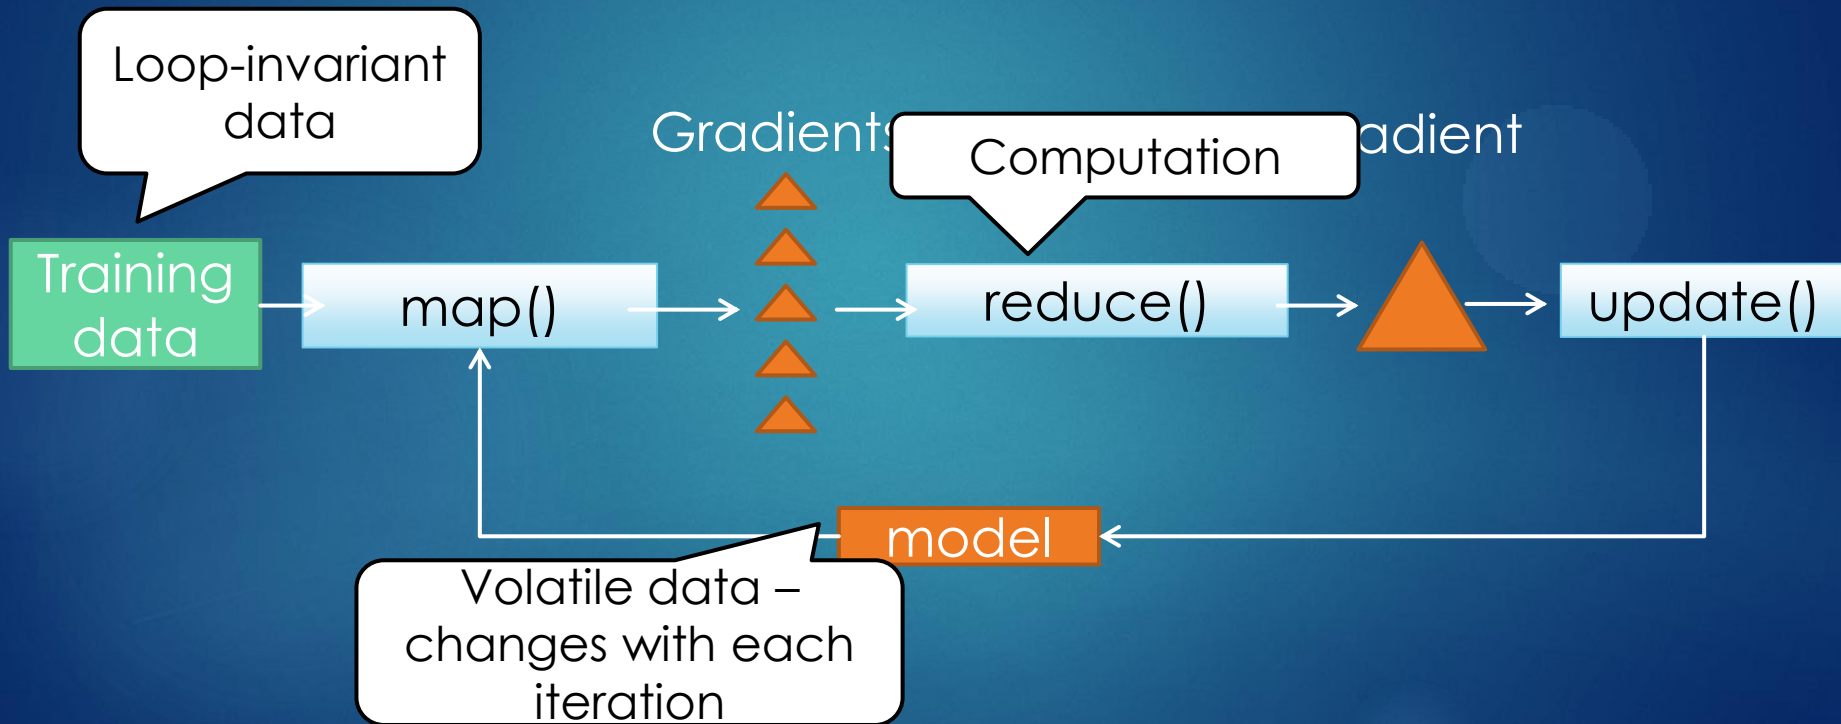 Loop-invariant
data
Gradients
adient
Computation
Training
data
map()
reduce()
update()
model
Volatile data –
changes with each
iteration